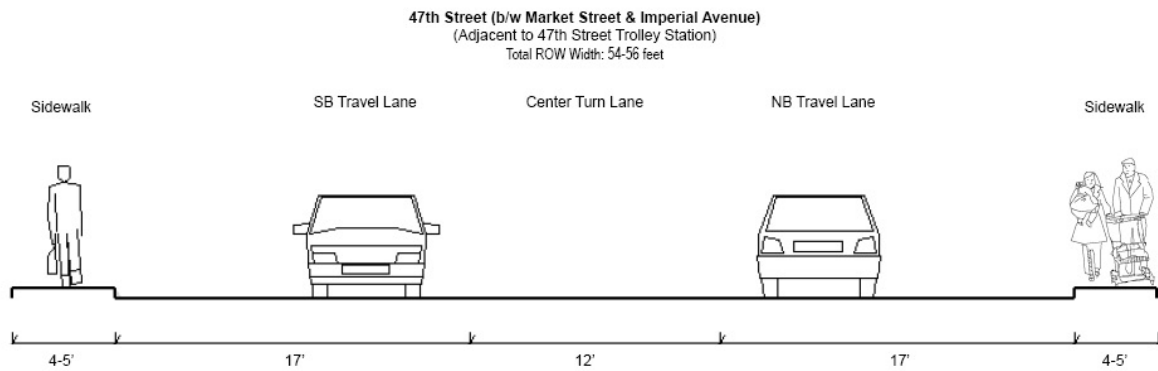 47th Street (b/w Market Street & Imperial Avenue)
(Adjacent to 47th Street Trolley Station)
Total ROW Width: 54-56 feet
Sidewalk
SB Travel Lane
Center Turn Lane
NB Travel Lane
Sidewalk
4-5'
17'
12'
17'
4-5'